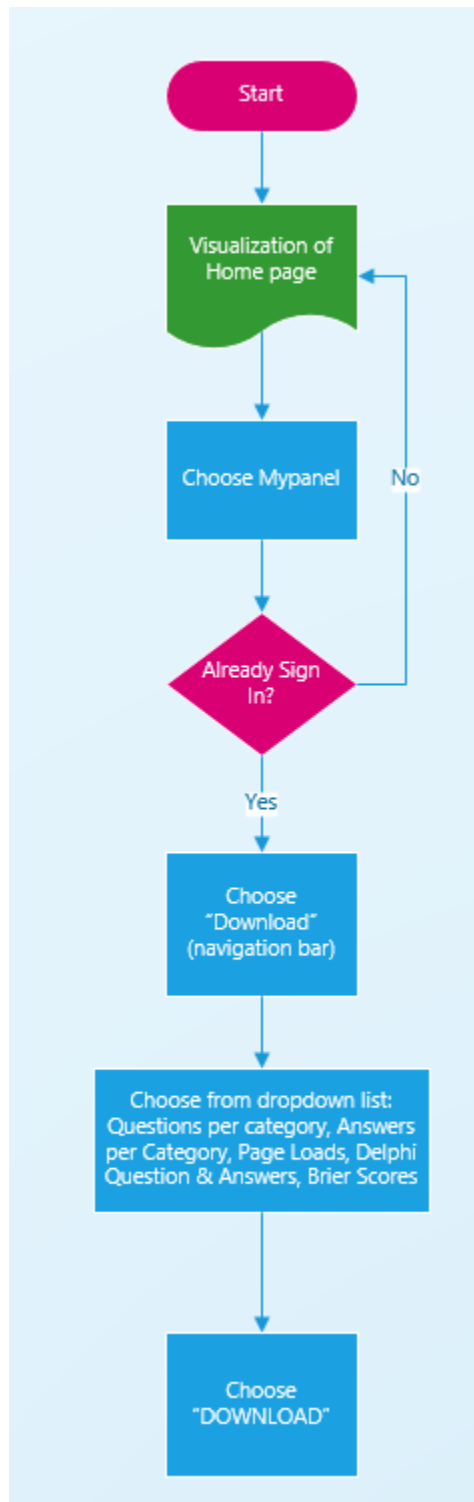 Start
Visualization of
Home page
Choose Mypanel
No
Already Sign
In?
Yes
Choose
“Download”
(navigation bar)
Choose from dropdown list:
Questions per category, Answers
per Category, Page Loads, Delphi
Question & Answers, Brier Scores
Choose
“DOWNLOAD”